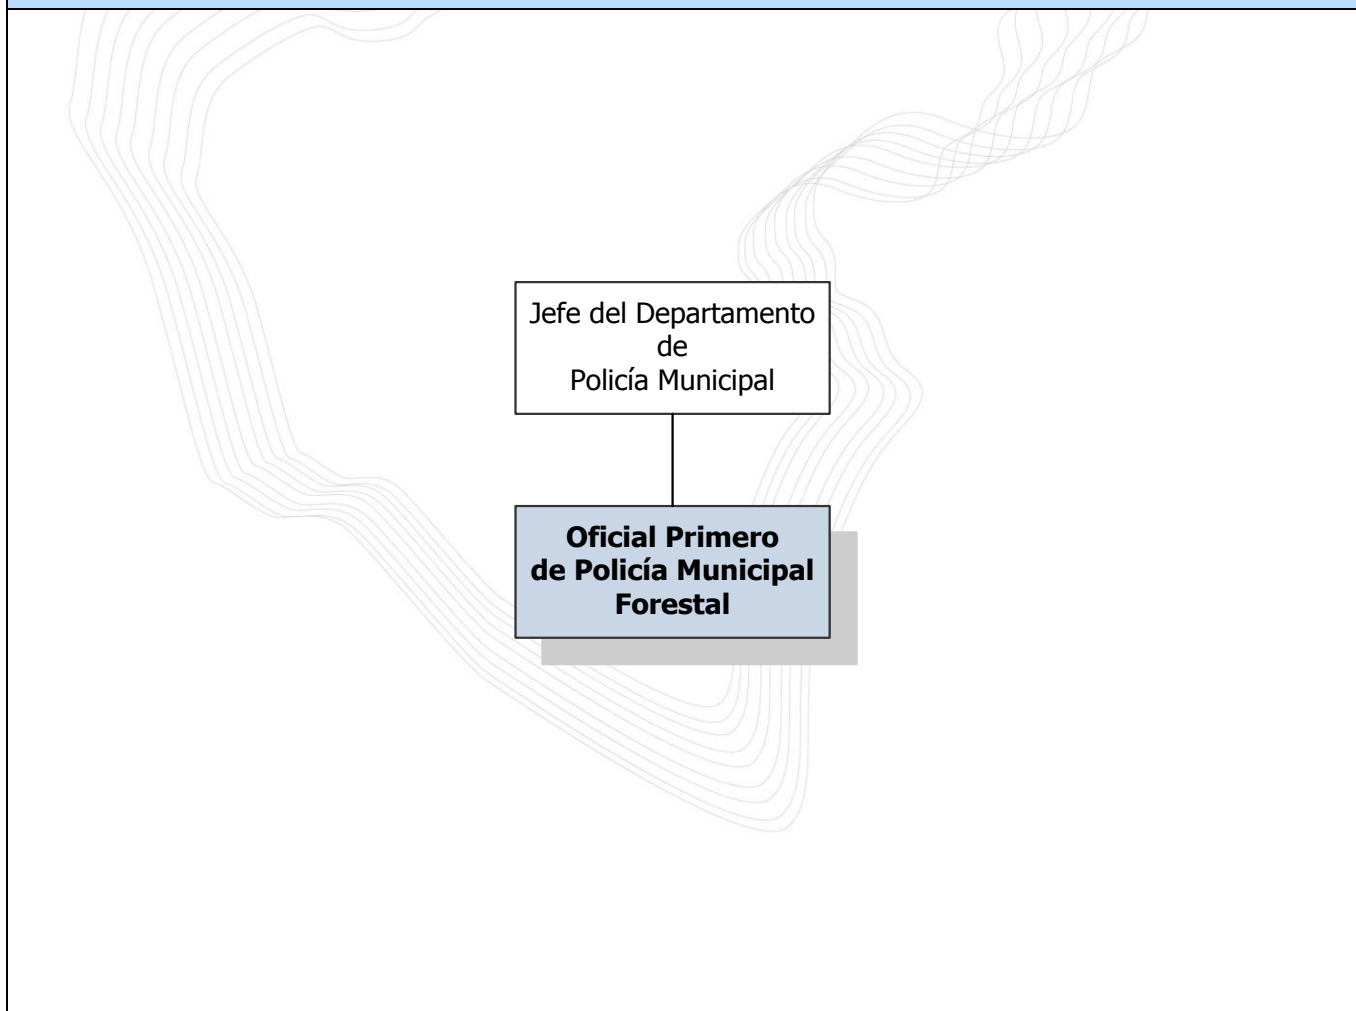 Jefe del Departamento
de
Policía Municipal
Oficial Primero
de Policía Municipal
Forestal